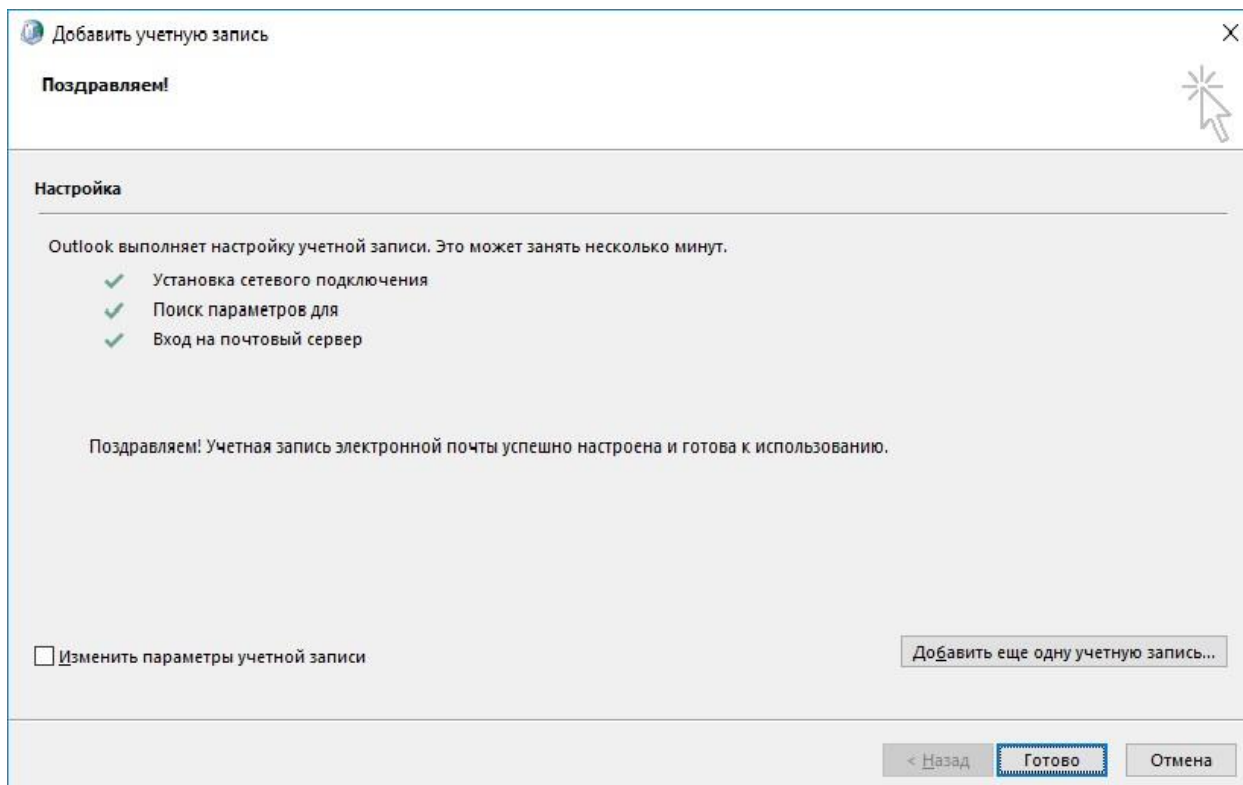 Добавить учетную запись
Поздравляем!
Настройка
Outlook выполняет настройку учетной записи. Это может занять несколько минут.
Установка сетевого подключения
Поиск параметров для
Вход на почтовый сервер
Поздравляем! Учетная запись электронной почты успешно настроена и готова к использованию.
Изменить параметры учетной записи
Добавить еще одну учетную запись...
< Назад Готово Отмена